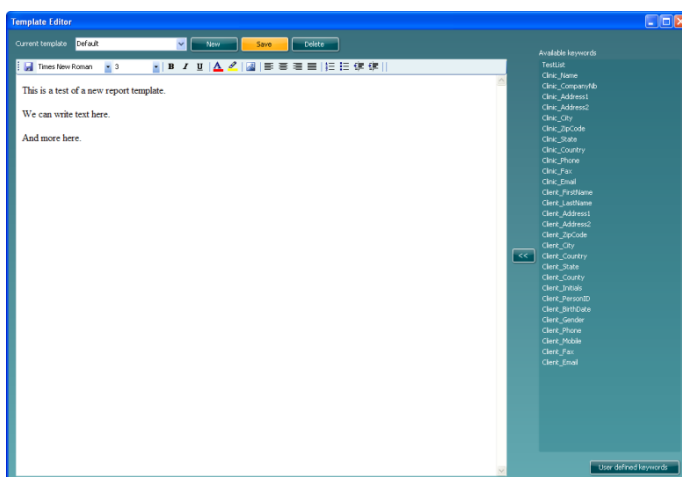 Template Editor
Current template Default New Save Delete
Available keywords
Times New Roman 3 B I U A
This is a test of a new report template.
We can write text here.
And more here.
TestList
Clinic_Name
Clinic_CompanyNb
Clinic_Address1
Clinic_Address2
Clinic_City
Clinic_ZipCode
Clinic_State
Clinic_Country
Clinic_Phone
Clinic_Fax
Clinic_Email
Client_FirstName
Client_LastName
Client_Address1
Client_Address2
Client_ZipCode
Client_City
<< Client_Country
Client_State
Client_County
Client_Initials
Client_PersonID
Client_BirthDate
Client_Gender
Client_Phone
Client_Mobile
Client_Fax
Client_Email
User defined keywords